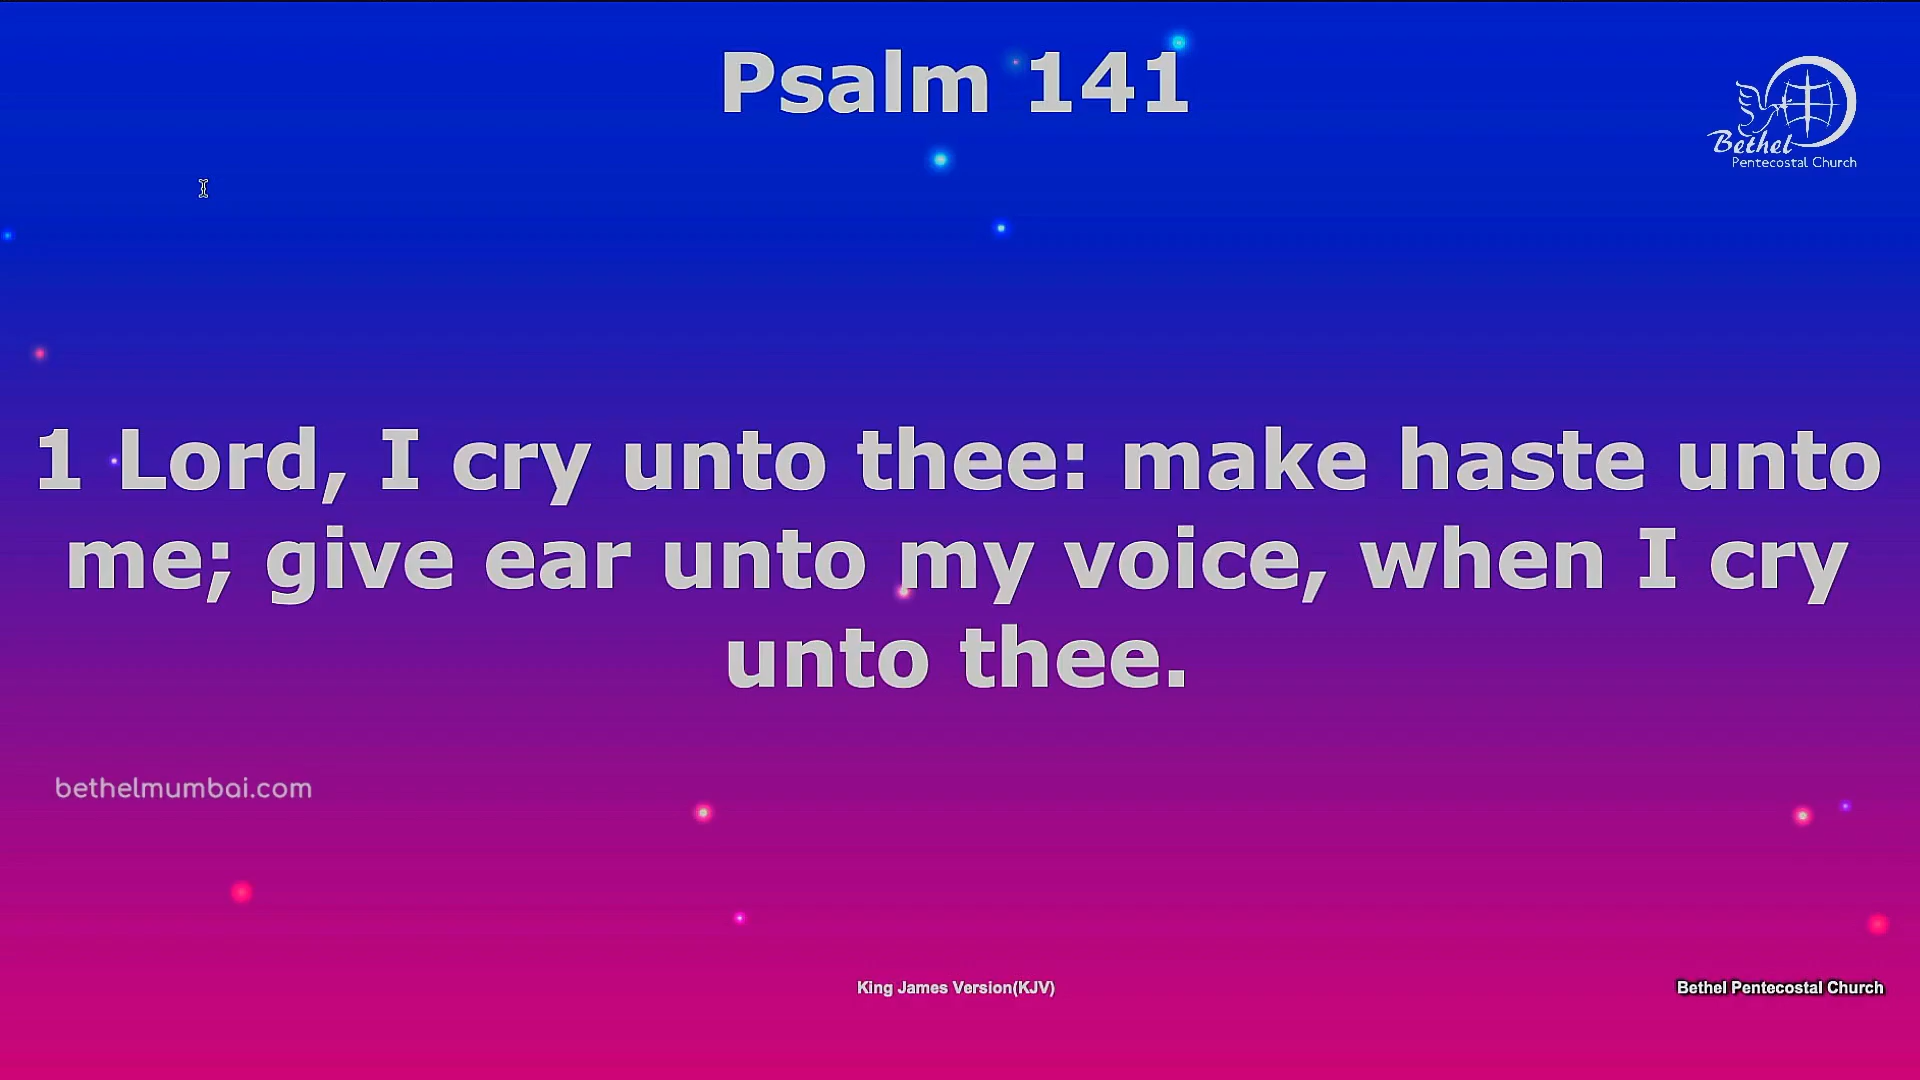 Psalm 141
Bethel
Pentecostal Church
1 Lord, I cry unto thee: make haste unto
me; give ear unto my voice, when I cry
unto thee.
bethelmumbai.com
King James Version(KJV)
Bethel Pentecostal Church